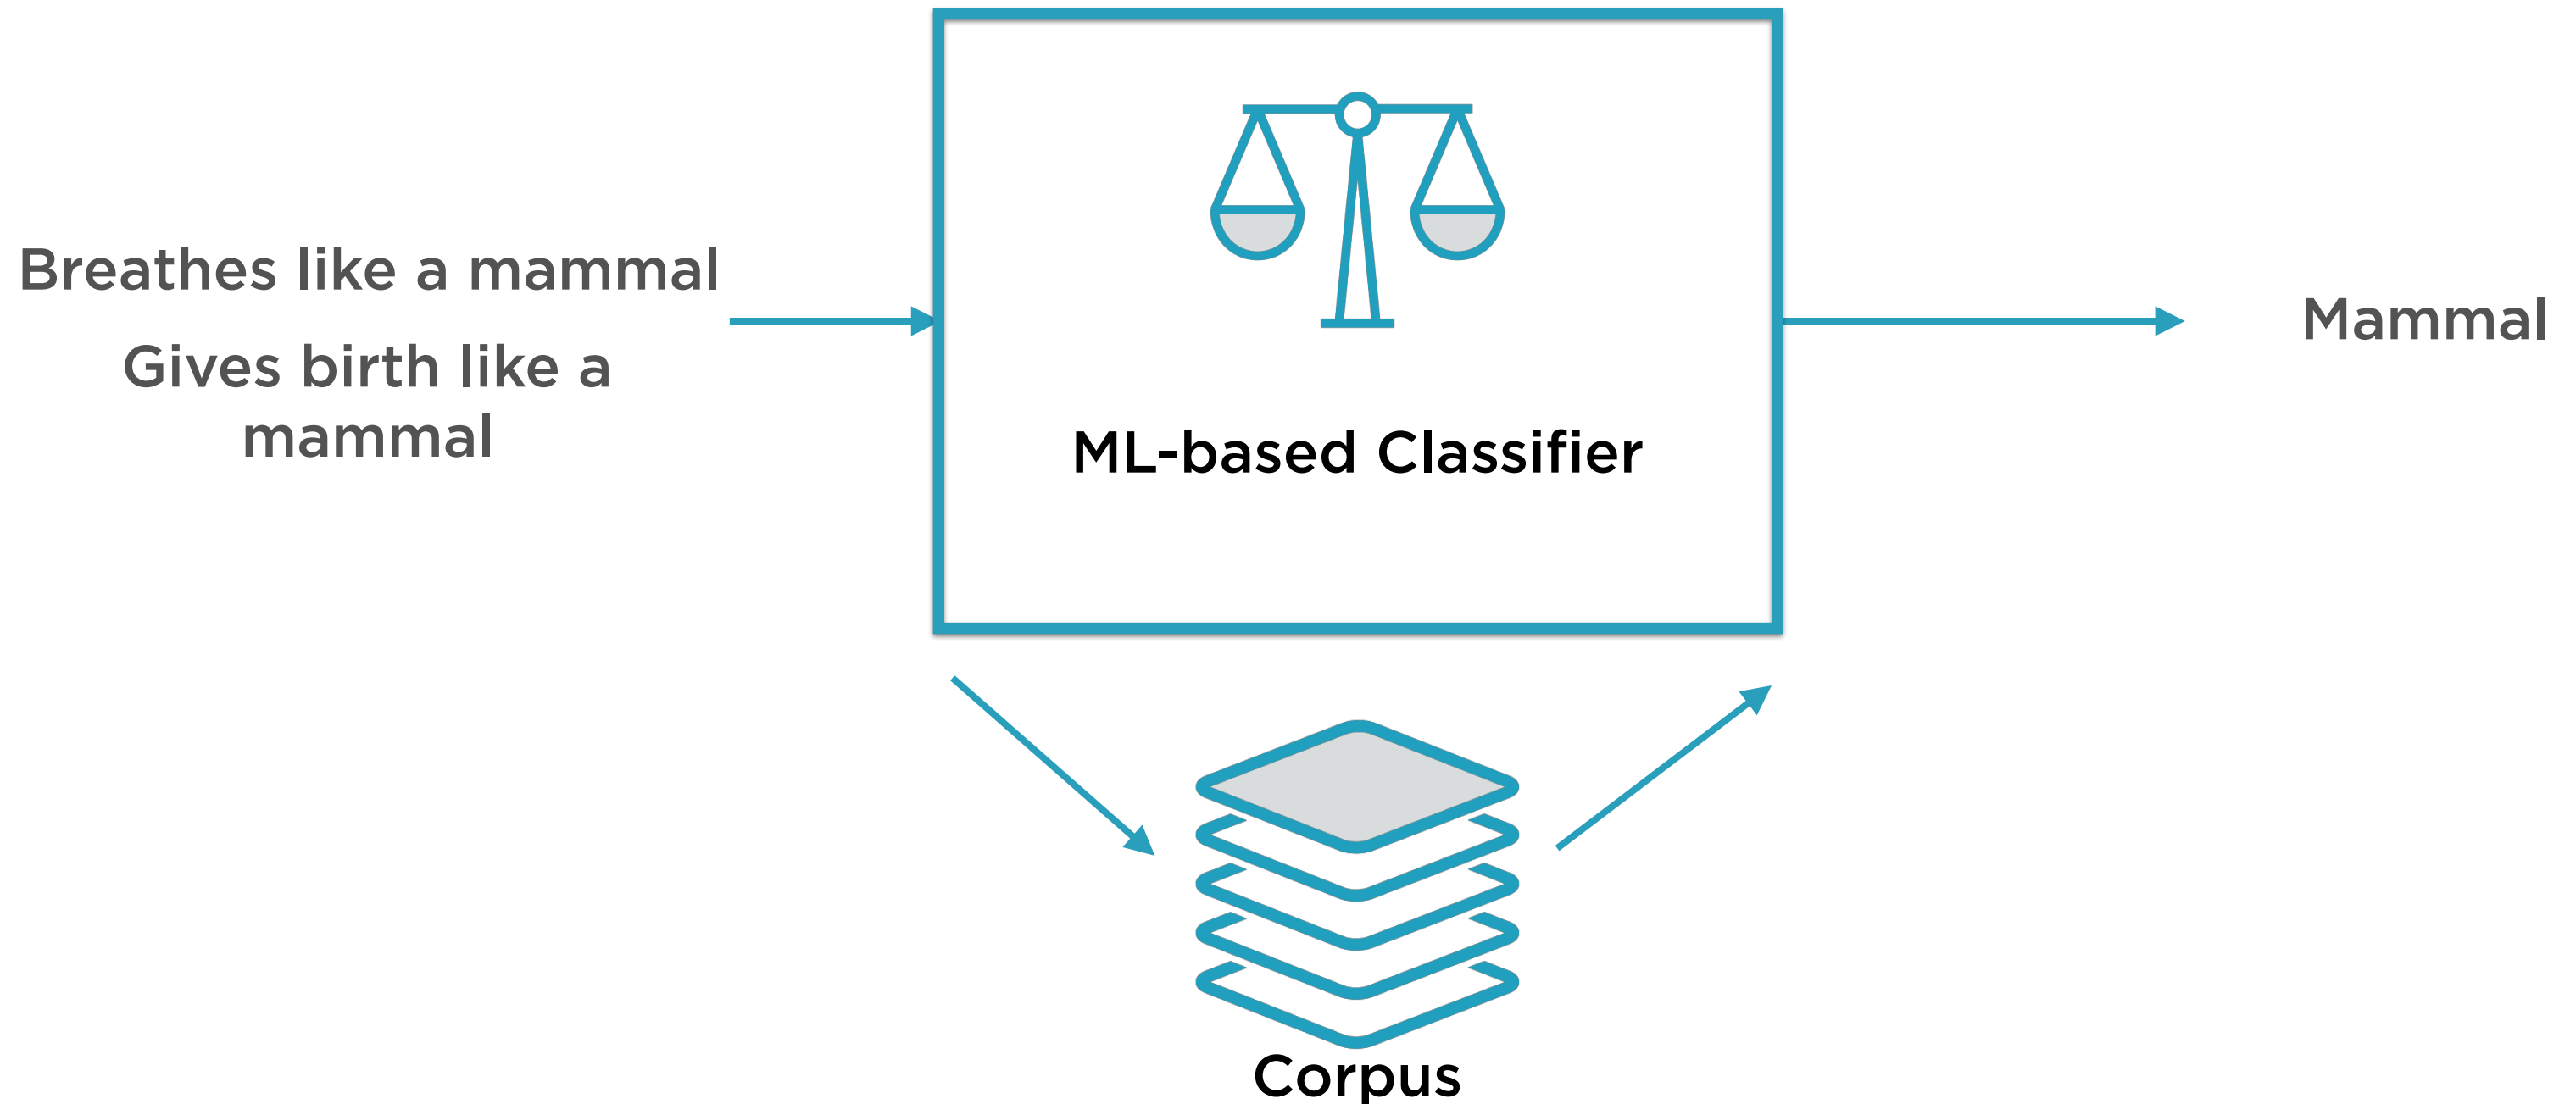 Breathes like a mammal
Gives birth like a
mammal
ML-based Classifier
Mammal
Corpus